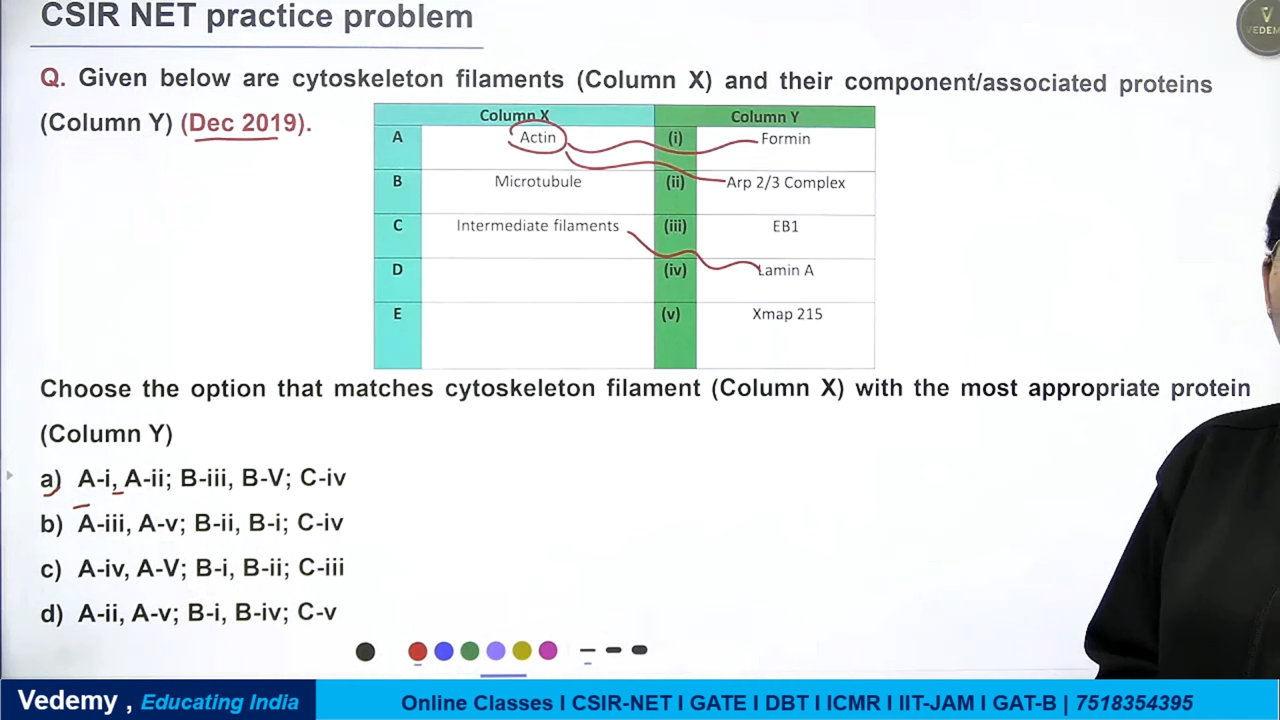 CSIR NET practice problem
VEDEM
Q. Given below are cytoskeleton filaments (Column X) and their component/associated proteins
(Column Y) (Dec 2019).
Column X Column Y
A Actin (i) Formin
B Microtubule (ii) Arp 2/3 Complex
C Intermediate filaments (iii) EB1
D (iv) Lamin A
E (v) Xmap 215
Choose the option that matches cytoskeleton filament (Column X) with the most appropriate protein
(Column Y)
a) A-i, A-ii; B-iii, B-V; C-iv
b) A-iii, A-v; B-ii, B-i; C-iv
c) A-iv, A-V; B-i, B-ii; C-iii
d) A-ii, A-v; B-i, B-iv; C-v
Vedemy , Educating India Online Classes I CSIR-NET I GATE I DBT I ICMR I IIT-JAM I GAT-B | 7518354395